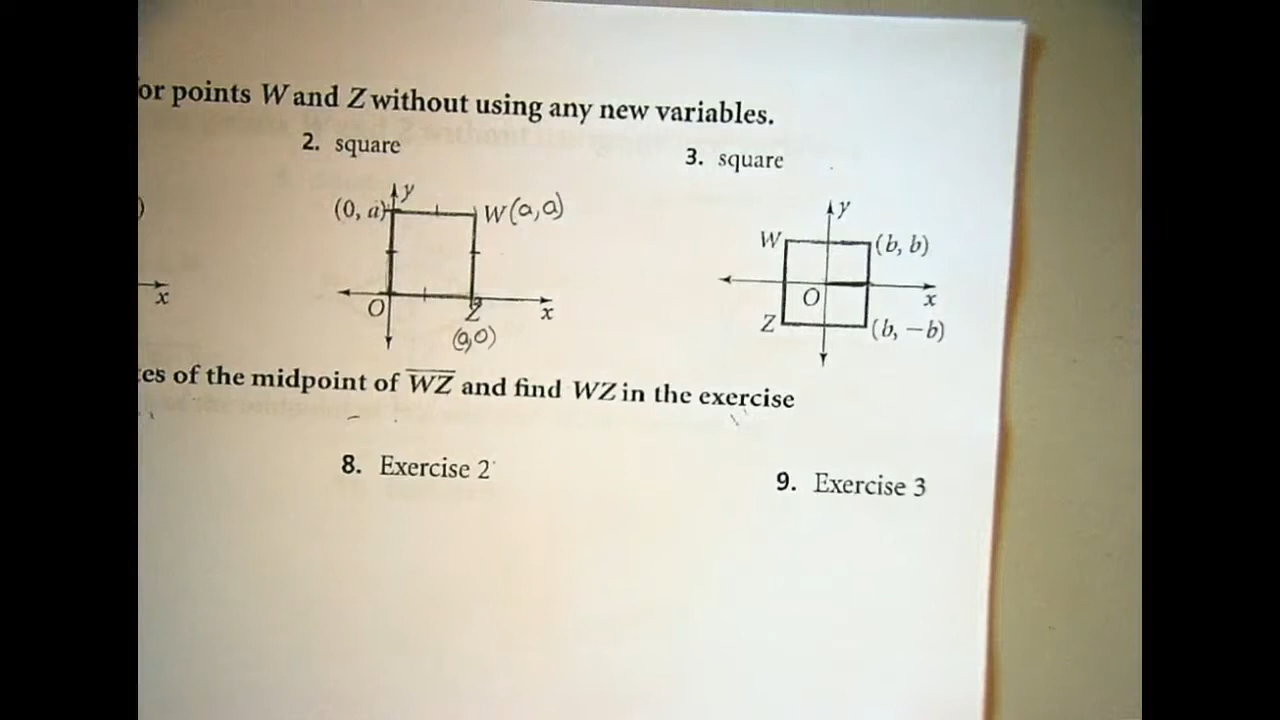 or points W and Z without using any new variables.
2. square
3. square
y
(0, a)
W(a,a)
O
Z
x
(a,0)
)
x
y
W
(b, b)
O
x
Z
(b, −b)
es of the midpoint of WZ and find WZ in the exercise
8. Exercise 2
9. Exercise 3